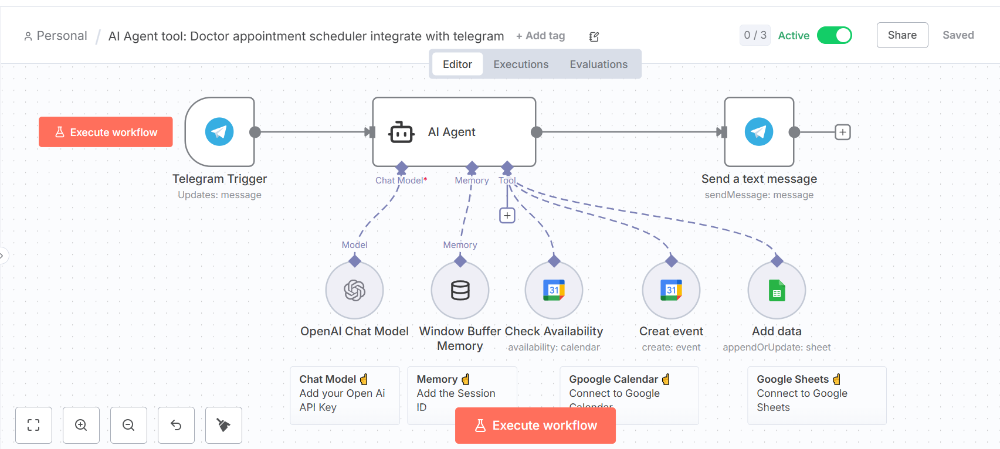 Personal / AI Agent tool: Doctor appointment scheduler integrate with telegram + Add tag 0 / 3 Active Share Saved
Editor Executions Evaluations
Execute workflow
AI Agent
Telegram Trigger
Updates: message
Chat Model* Memory Tool
Send a text message
sendMessage: message
+
+
Model Memory
31 31
OpenAI Chat Model
Window Buffer
Memory
Check Availability
availability: calendar
Creat event
create: event
Add data
appendOrUpdate: sheet
Chat Model☝
Add your Open Ai
API Key
Memory☝
Add the Session
ID
Gpoogle Calendar☝
Connect to Google
Calendar
Google Sheets☝
Connect to Google
Sheets
Execute workflow